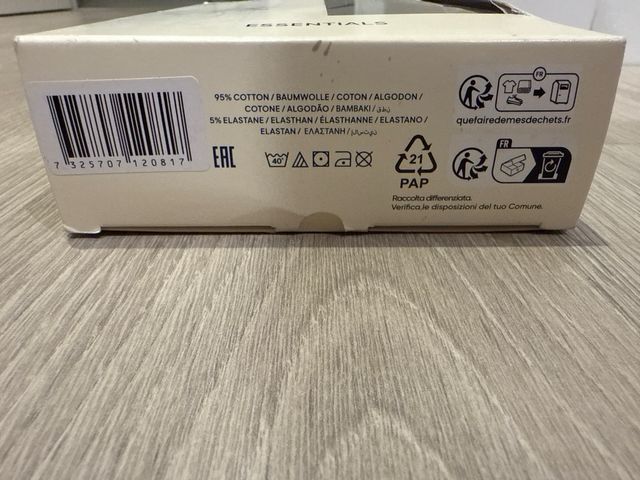 ESSENTIALS
7 325707 120817
95% COTTON / BAUMWOLLE / COTON / ALGODON /
COTONE / ALGODÃO / BAMBAKI / قطن
5% ELASTANE / ELASTHAN / ÉLASTHANNE / ELASTANO /
ELASTAN / ΕΛΑΣΤΑΝΗ / إلاستين
EAC
40°
21
PAP
FR
quefairedemesdechets.fr
FR
Raccolta differenziata.
Verifica le disposizioni del tuo Comune.